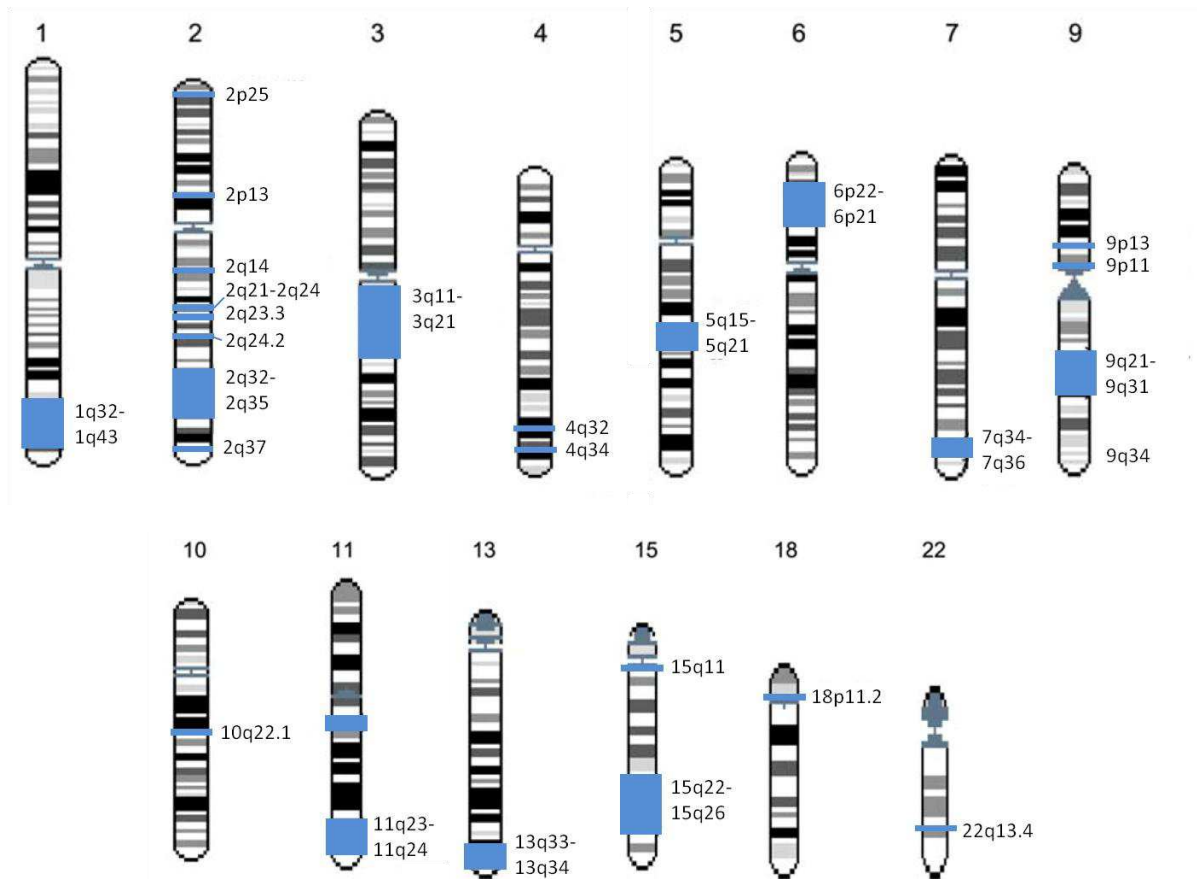 1 2 3 4 5 6 7 9
2p25
2p13
2q14
2q21-2q24
2q23.3
2q24.2
2q32-
2q35
2q37
1q32-
1q43
3q11-
3q21
4q32
4q34
5q15-
5q21
6p22-
6p21
7q34-
7q36
9p13
9p11
9q21-
9q31
9q34
10 11 13 15 18 22
10q22.1
11q23-
11q24
13q33-
13q34
15q11
15q22-
15q26
18p11.2
22q13.4